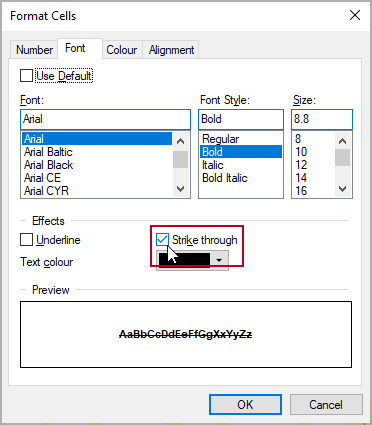 Format Cells
Number Font Colour Alignment
Use Default
Font: Font Style: Size:
Arial Bold 8.8
Arial Regular 8
Arial Baltic Bold 10
Arial Black Italic 12
Arial CE Bold Italic 14
Arial CYR 16
Effects
Underline Strike through
Text colour
Preview
AaBbCcDdEeFfGgXxYyZz
OK Cancel